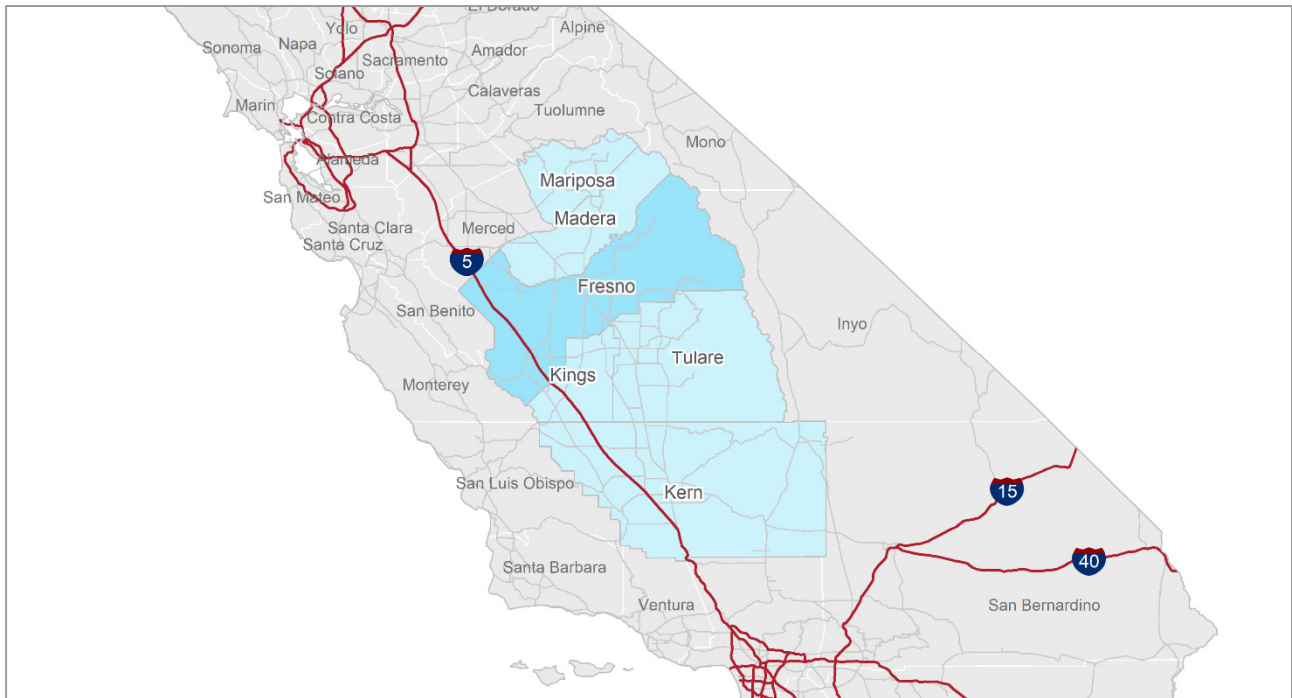 El Dorado
Yolo
Alpine
Sonoma
Napa
Amador
Sacramento
Solano
Calaveras
Marin
Tuolumne
Contra Costa
Mono
Alameda
Mariposa
San Mateo
Madera
Santa Clara
Merced
Santa Cruz
5
Fresno
San Benito
Inyo
Tulare
Kings
Monterey
San Luis Obispo
Kern
15
40
Santa Barbara
Ventura
San Bernardino